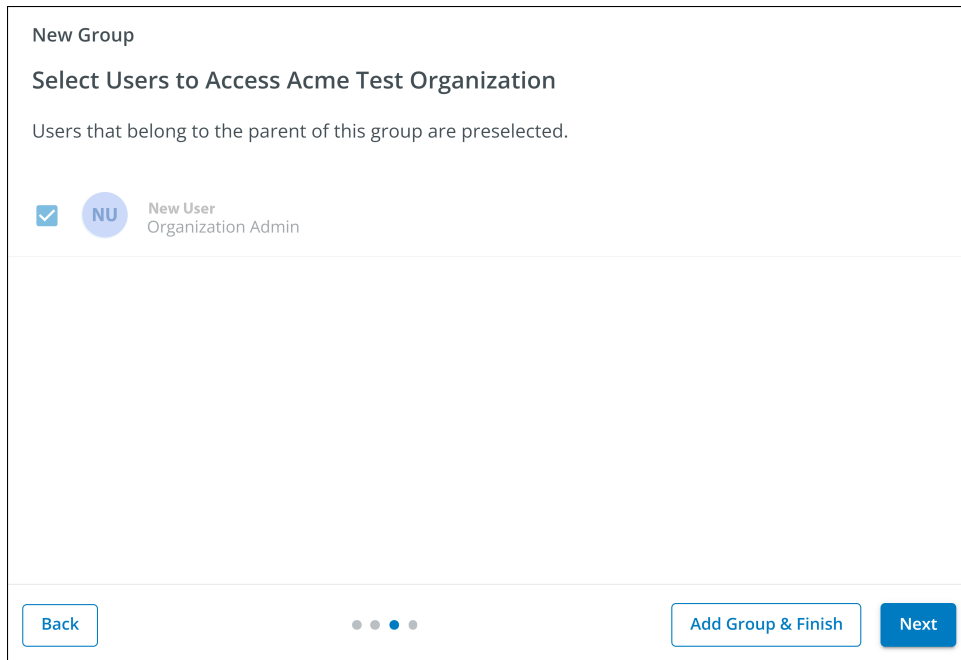 New Group
Select Users to Access Acme Test Organization
Users that belong to the parent of this group are preselected.
NU
New User
Organization Admin
Back
Add Group & Finish
Next